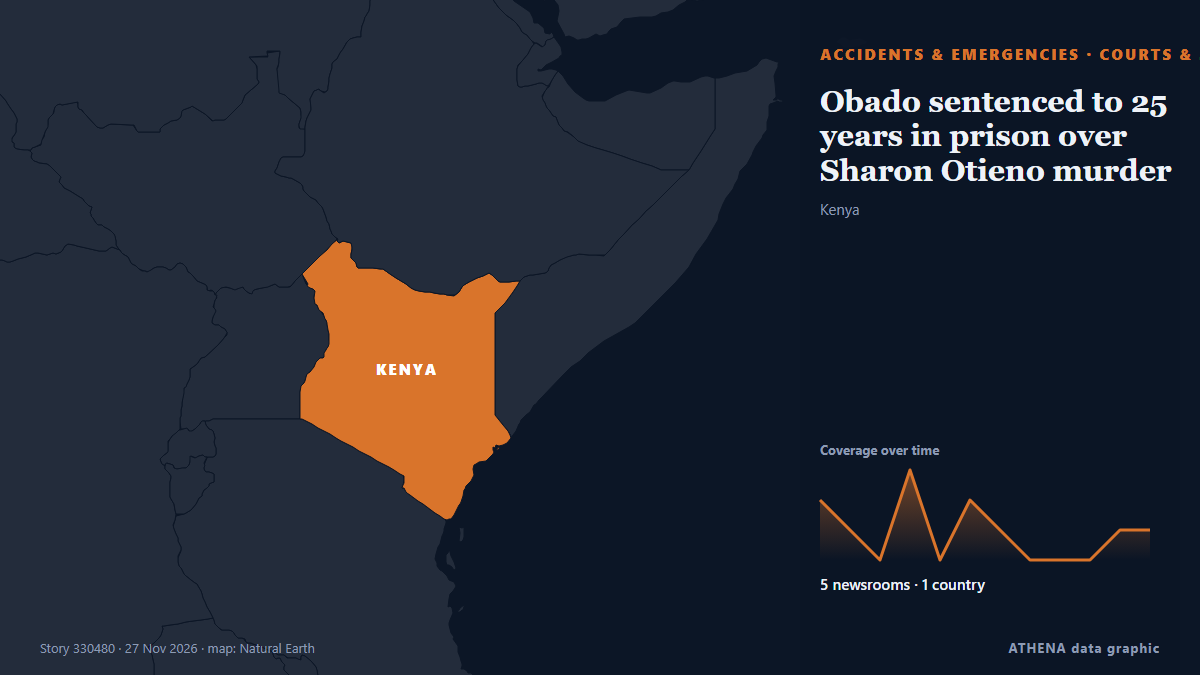 ACCIDENTS & EMERGENCIES · COURTS &
Obado sentenced to 25
years in prison over
Sharon Otieno murder
Kenya
KENYA
Coverage over time
5 newsrooms · 1 country
Story 330480 · 27 Nov 2026 · map: Natural Earth
ATHENA data graphic